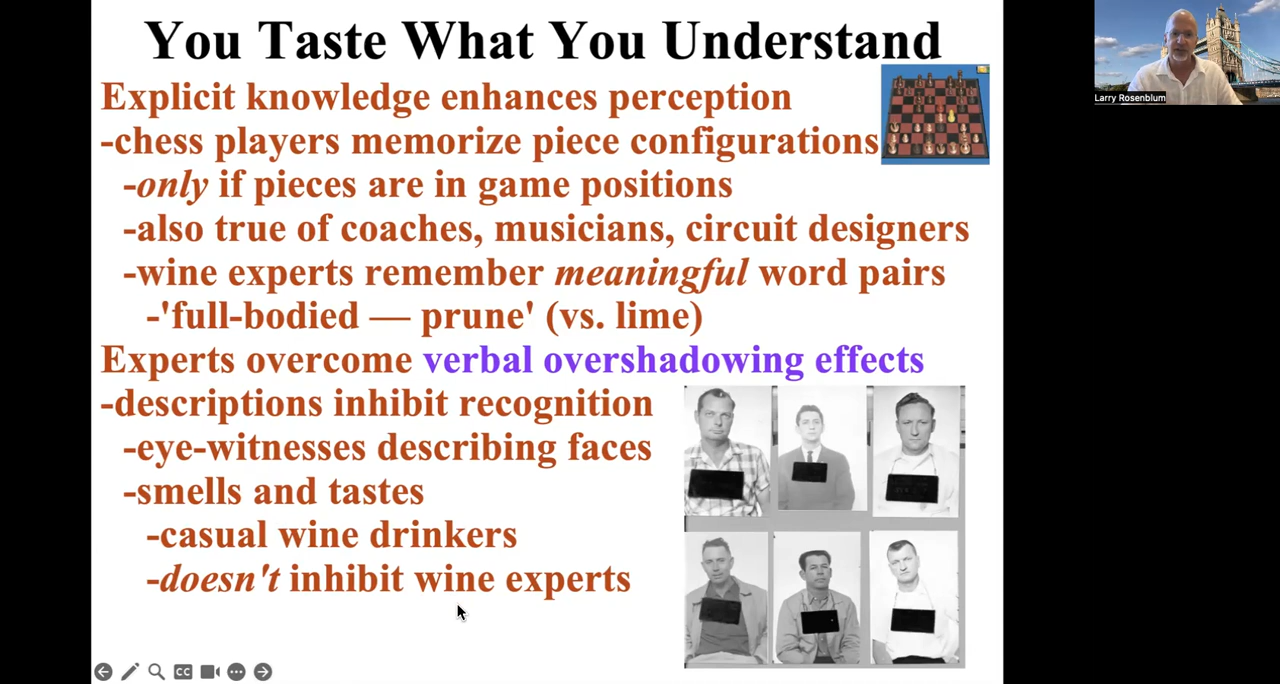 You Taste What You Understand
Explicit knowledge enhances perception
-chess players memorize piece configurations
-only if pieces are in game positions
-also true of coaches, musicians, circuit designers
-wine experts remember meaningful word pairs
-'full-bodied — prune' (vs. lime)
Experts overcome verbal overshadowing effects
-descriptions inhibit recognition
-eye-witnesses describing faces
-smells and tastes
-casual wine drinkers
-doesn't inhibit wine experts
Larry Rosenblum
CC